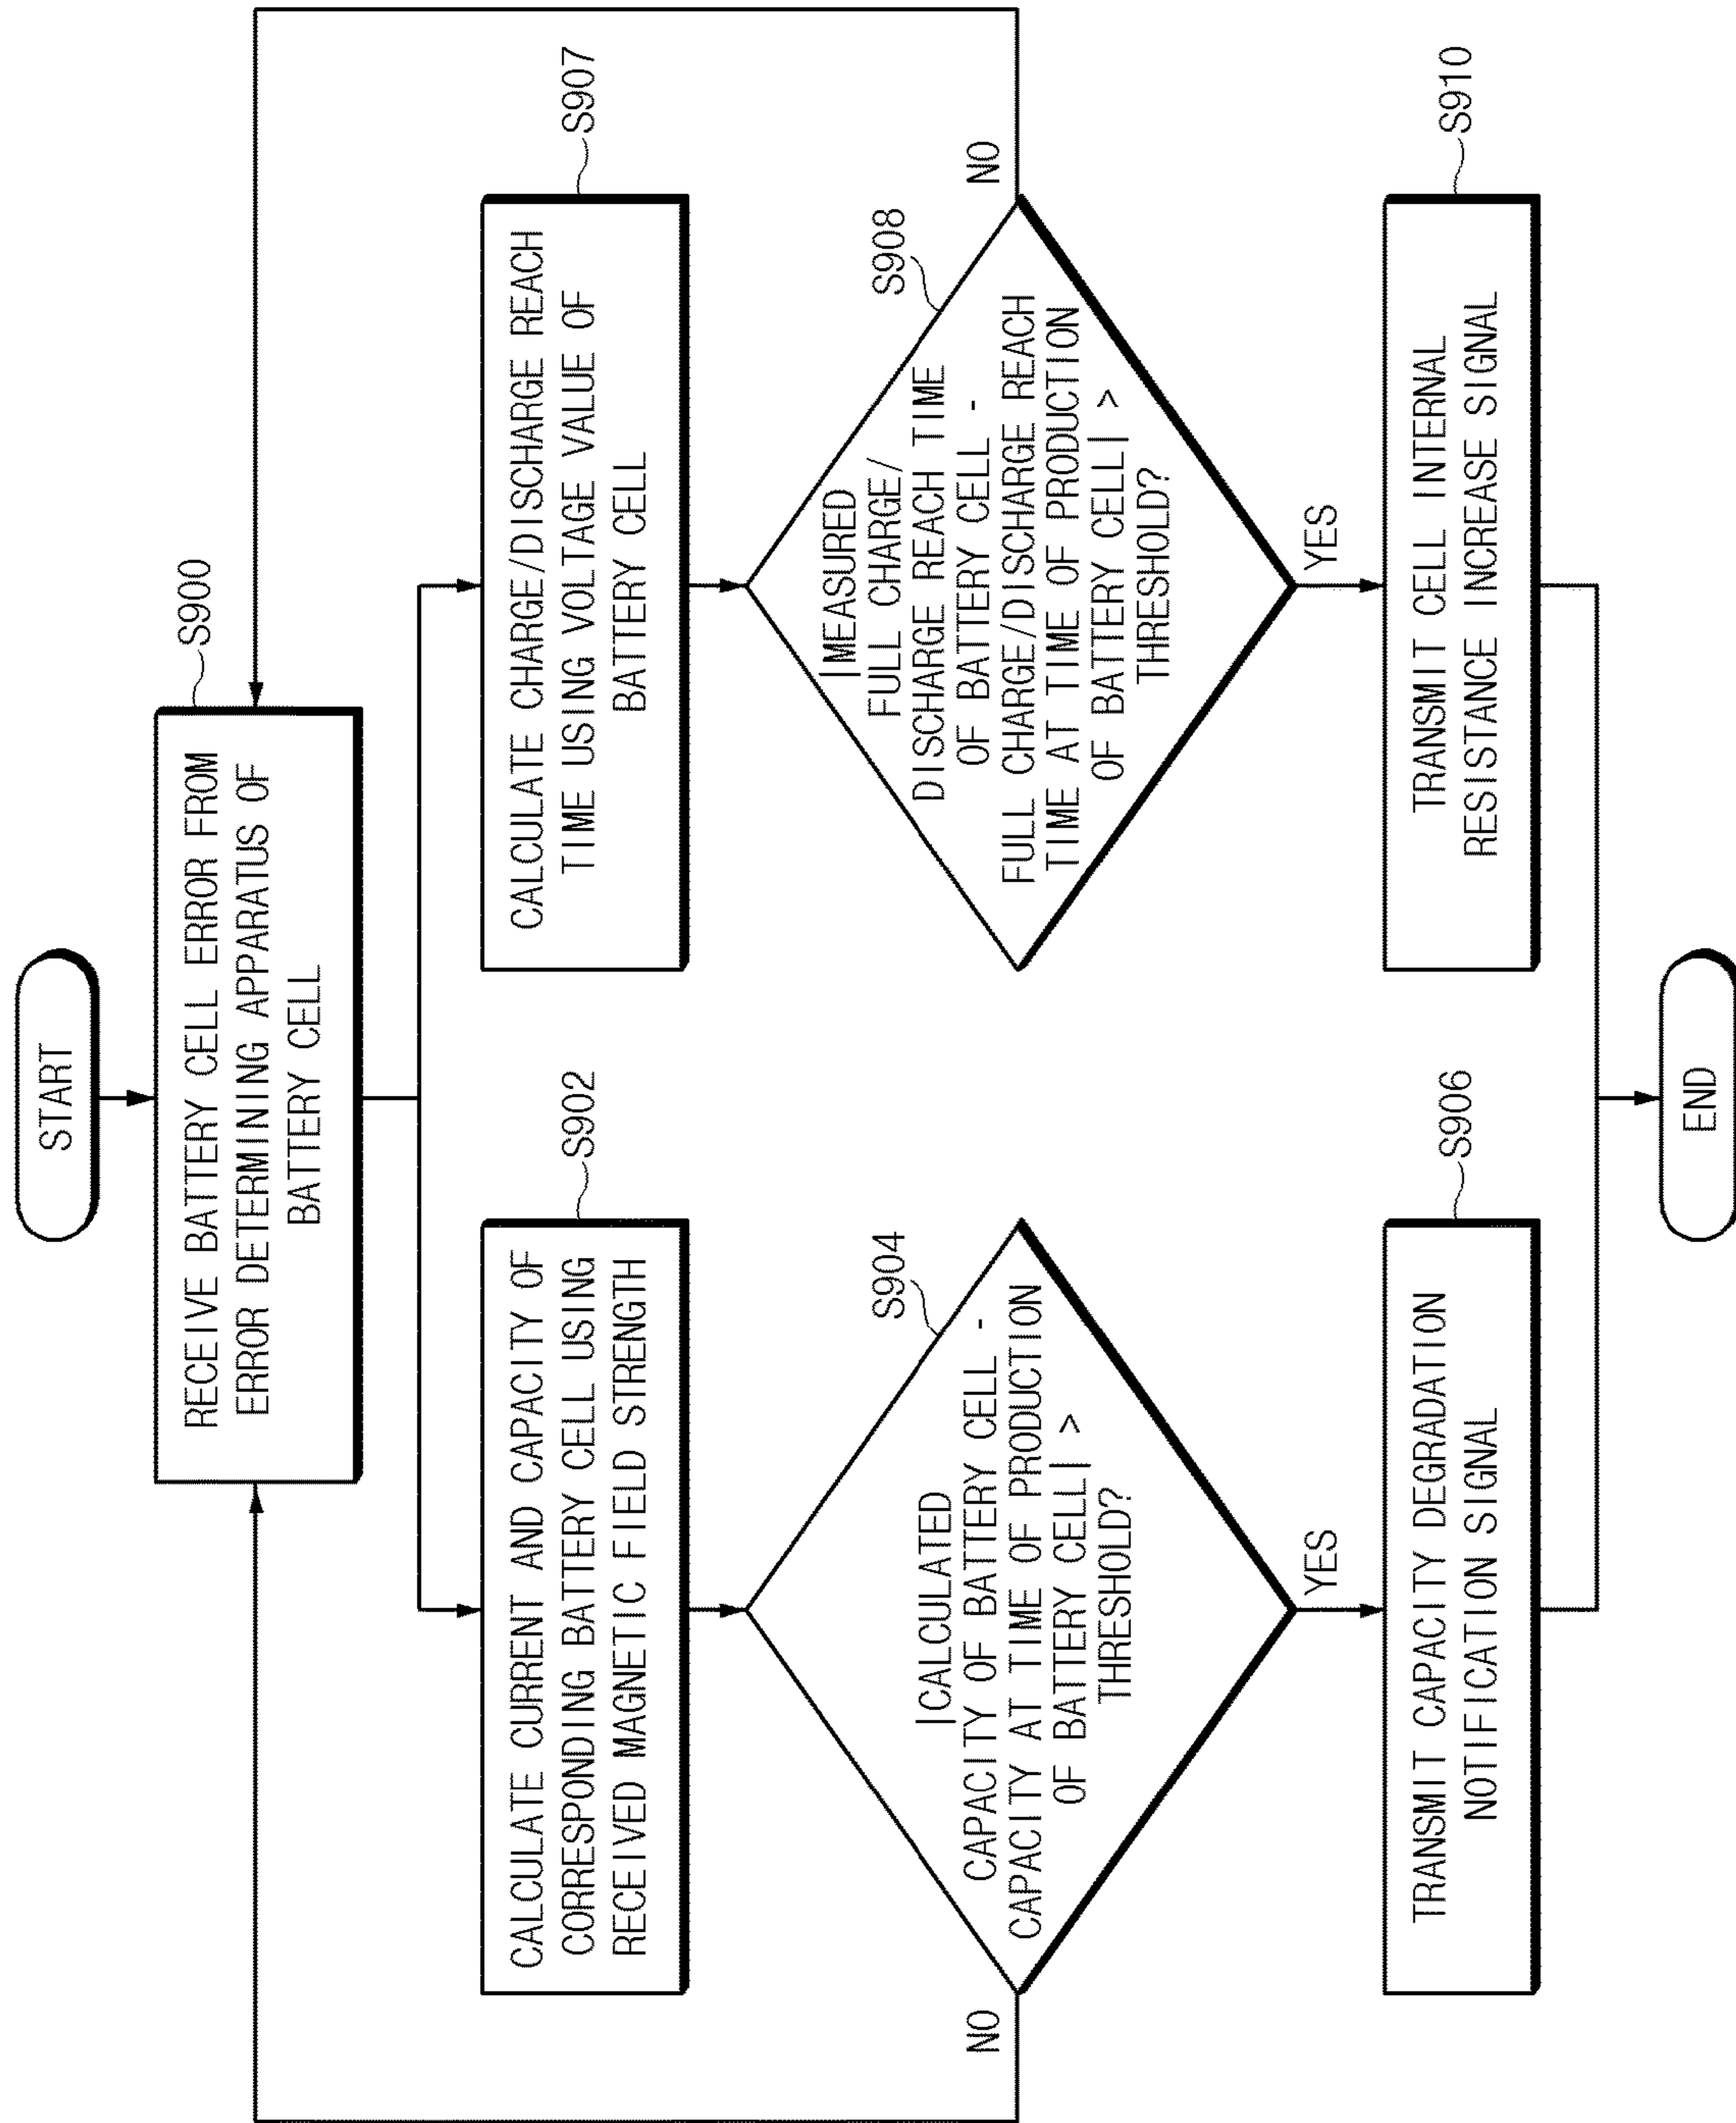 START
S900
RECEIVE BATTERY CELL ERROR FROM
ERROR DETERMINING APPARATUS OF
BATTERY CELL
S902
CALCULATE CURRENT AND CAPACITY OF
CORRESPONDING BATTERY CELL USING
RECEIVED MAGNETIC FIELD STRENGTH
S904
|CALCULATED
CAPACITY OF BATTERY CELL -
CAPACITY AT TIME OF PRODUCTION
OF BATTERY CELL| >
THRESHOLD?
NO
YES
S906
TRANSMIT CAPACITY DEGRADATION
NOTIFICATION SIGNAL
S907
CALCULATE CHARGE/DISCHARGE REACH
TIME USING VOLTAGE VALUE OF
BATTERY CELL
S908
|MEASURED
FULL CHARGE/
DISCHARGE REACH TIME
OF BATTERY CELL -
FULL CHARGE/DISCHARGE REACH
TIME AT TIME OF PRODUCTION
OF BATTERY CELL| >
THRESHOLD?
NO
YES
S910
TRANSMIT CELL INTERNAL
RESISTANCE INCREASE SIGNAL
END